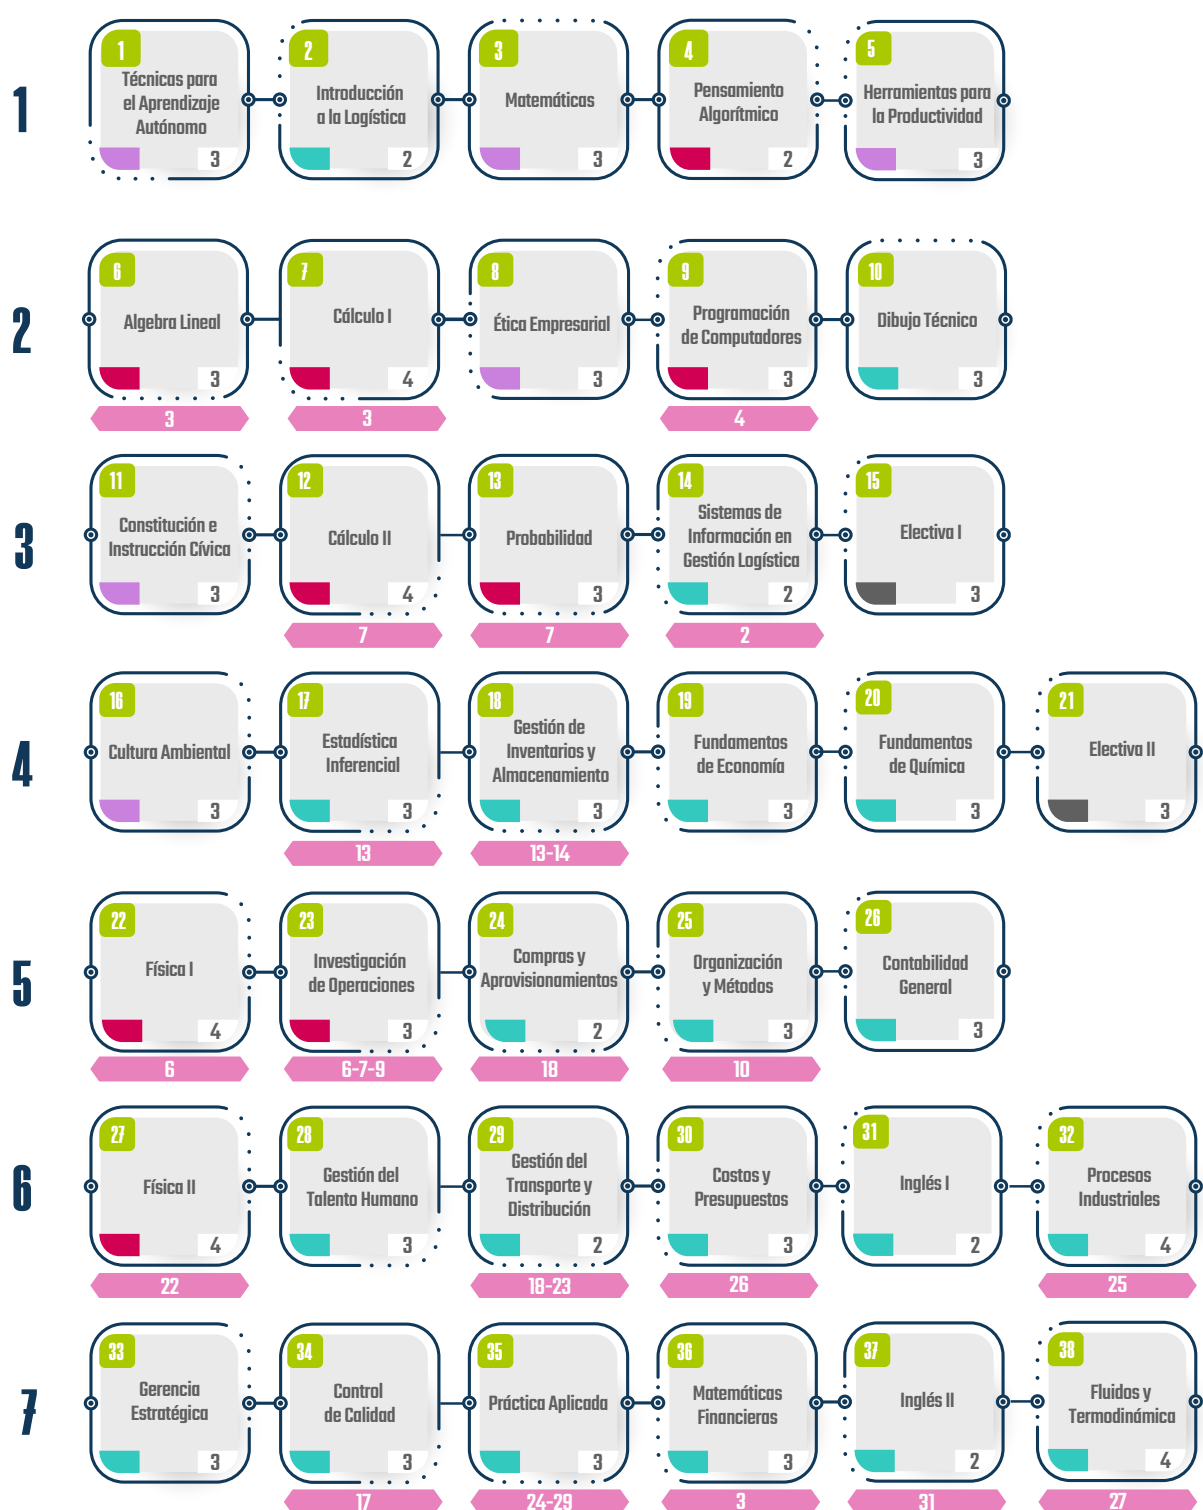 1
1
Técnicas para
el Aprendizaje
Autónomo
3
2
Introducción
a la Logística
2
3
Matemáticas
3
4
Pensamiento
Algorítmico
2
5
Herramientas para
la Productividad
3
2
6
Algebra Lineal
3
3
7
Cálculo I
4
3
8
Ética Empresarial
3
9
Programación
de Computadores
3
4
10
Dibujo Técnico
3
3
11
Constitución e
Instrucción Cívica
3
12
Cálculo II
4
7
13
Probabilidad
3
7
14
Sistemas de
Información en
Gestión Logística
2
2
15
Electiva I
3
4
16
Cultura Ambiental
3
17
Estadística
Inferencial
3
13
18
Gestión de
Inventarios y
Almacenamiento
3
13-14
19
Fundamentos
de Economía
3
20
Fundamentos
de Química
3
21
Electiva II
3
5
22
Física I
4
6
23
Investigación
de Operaciones
3
6-7-9
24
Compras y
Aprovisionamientos
2
18
25
Organización
y Métodos
3
10
26
Contabilidad
General
3
6
27
Física II
4
22
28
Gestión del
Talento Humano
3
29
Gestión del
Transporte y
Distribución
2
18-23
30
Costos y
Presupuestos
3
26
31
Inglés I
2
32
Procesos
Industriales
4
25
7
33
Gerencia
Estratégica
3
34
Control
de Calidad
3
17
35
Práctica Aplicada
3
24-29
36
Matemáticas
Financieras
3
3
37
Inglés II
2
31
38
Fluidos y
Termodinámica
4
27